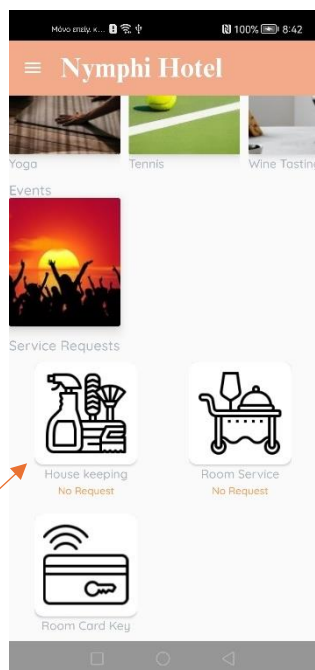 Μόνο επείγ. κ... 100% 8:42
Nymphi Hotel
Yoga Tennis Wine Tastin
Events
Service Requests
House keeping Room Service
No Request No Request
Room Card Key